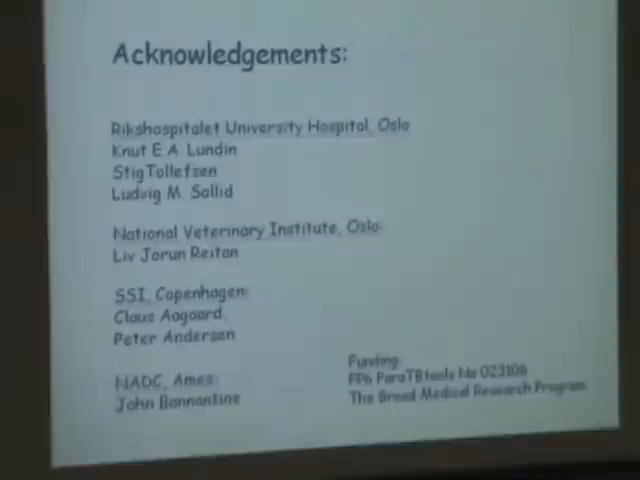 Acknowledgements:
Rikshospitalet University Hospital, Oslo
Knut E.A. Lundin
Stig Tollefsen
Ludvig M. Sollid
National Veterinary Institute, Oslo:
Liv Jorun Reitan
SSI, Copenhagen:
Claus Aagaard,
Peter Andersen
NADC, Ames:
John Bannantine
Funding:
FP6 ParaTBtools No 023106
The Broad Medical Research Program